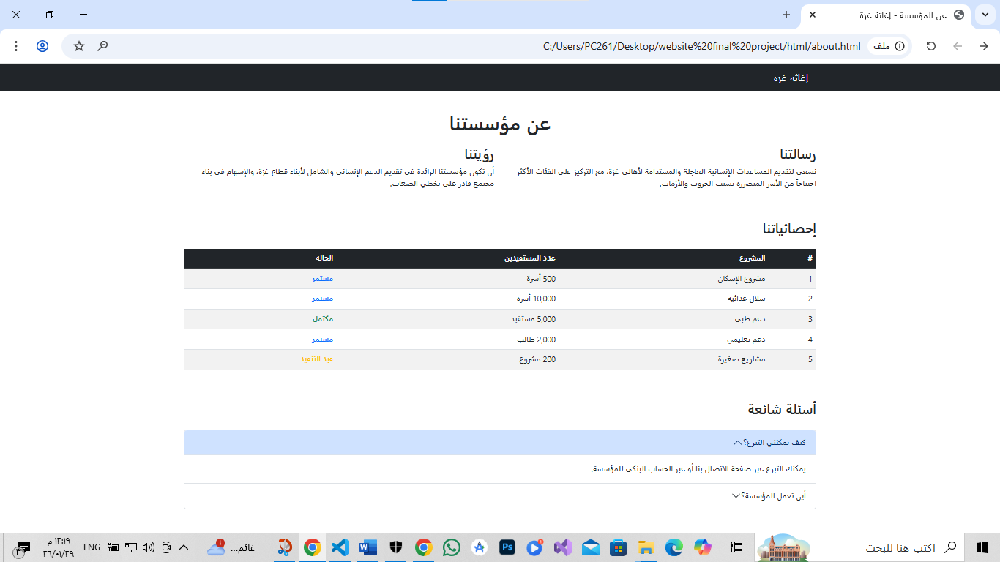 عن المؤسسة - إغاثة غزة
ملف C:/Users/PC261/Desktop/website%20final%20project/html/about.html
إغاثة غزة
عن مؤسستنا
رسالتنا
نسعى لتقديم المساعدات الإنسانية العاجلة والمستدامة لأهالي غزة، مع التركيز على الفئات الأكثر
احتياجاً من الأسر المتضررة بسبب الحروب والأزمات.
رؤيتنا
أن تكون مؤسستنا الرائدة في تقديم الدعم الإنساني والشامل لأبناء قطاع غزة، والإسهام في بناء
مجتمع قادر على تخطي الصعاب.
إحصائياتنا
# المشروع عدد المستفيدين الحالة
1 مشروع الإسكان 500 أسرة مستمر
2 سلال غذائية 10,000 أسرة مستمر
3 دعم طبي 5,000 مستفيد مكتمل
4 دعم تعليمي 2,000 طالب مستمر
5 مشاريع صغيرة 200 مشروع قيد التنفيذ
أسئلة شائعة
كيف يمكنني التبرع؟
يمكنك التبرع عبر صفحة الاتصال بنا أو عبر الحساب البنكي للمؤسسة.
أين تعمل المؤسسة؟
اكتب هنا للبحث
Ps
W
١
غائم...
ENG
١٢:١٩ م
٢٦/٠١/٢٩
٣